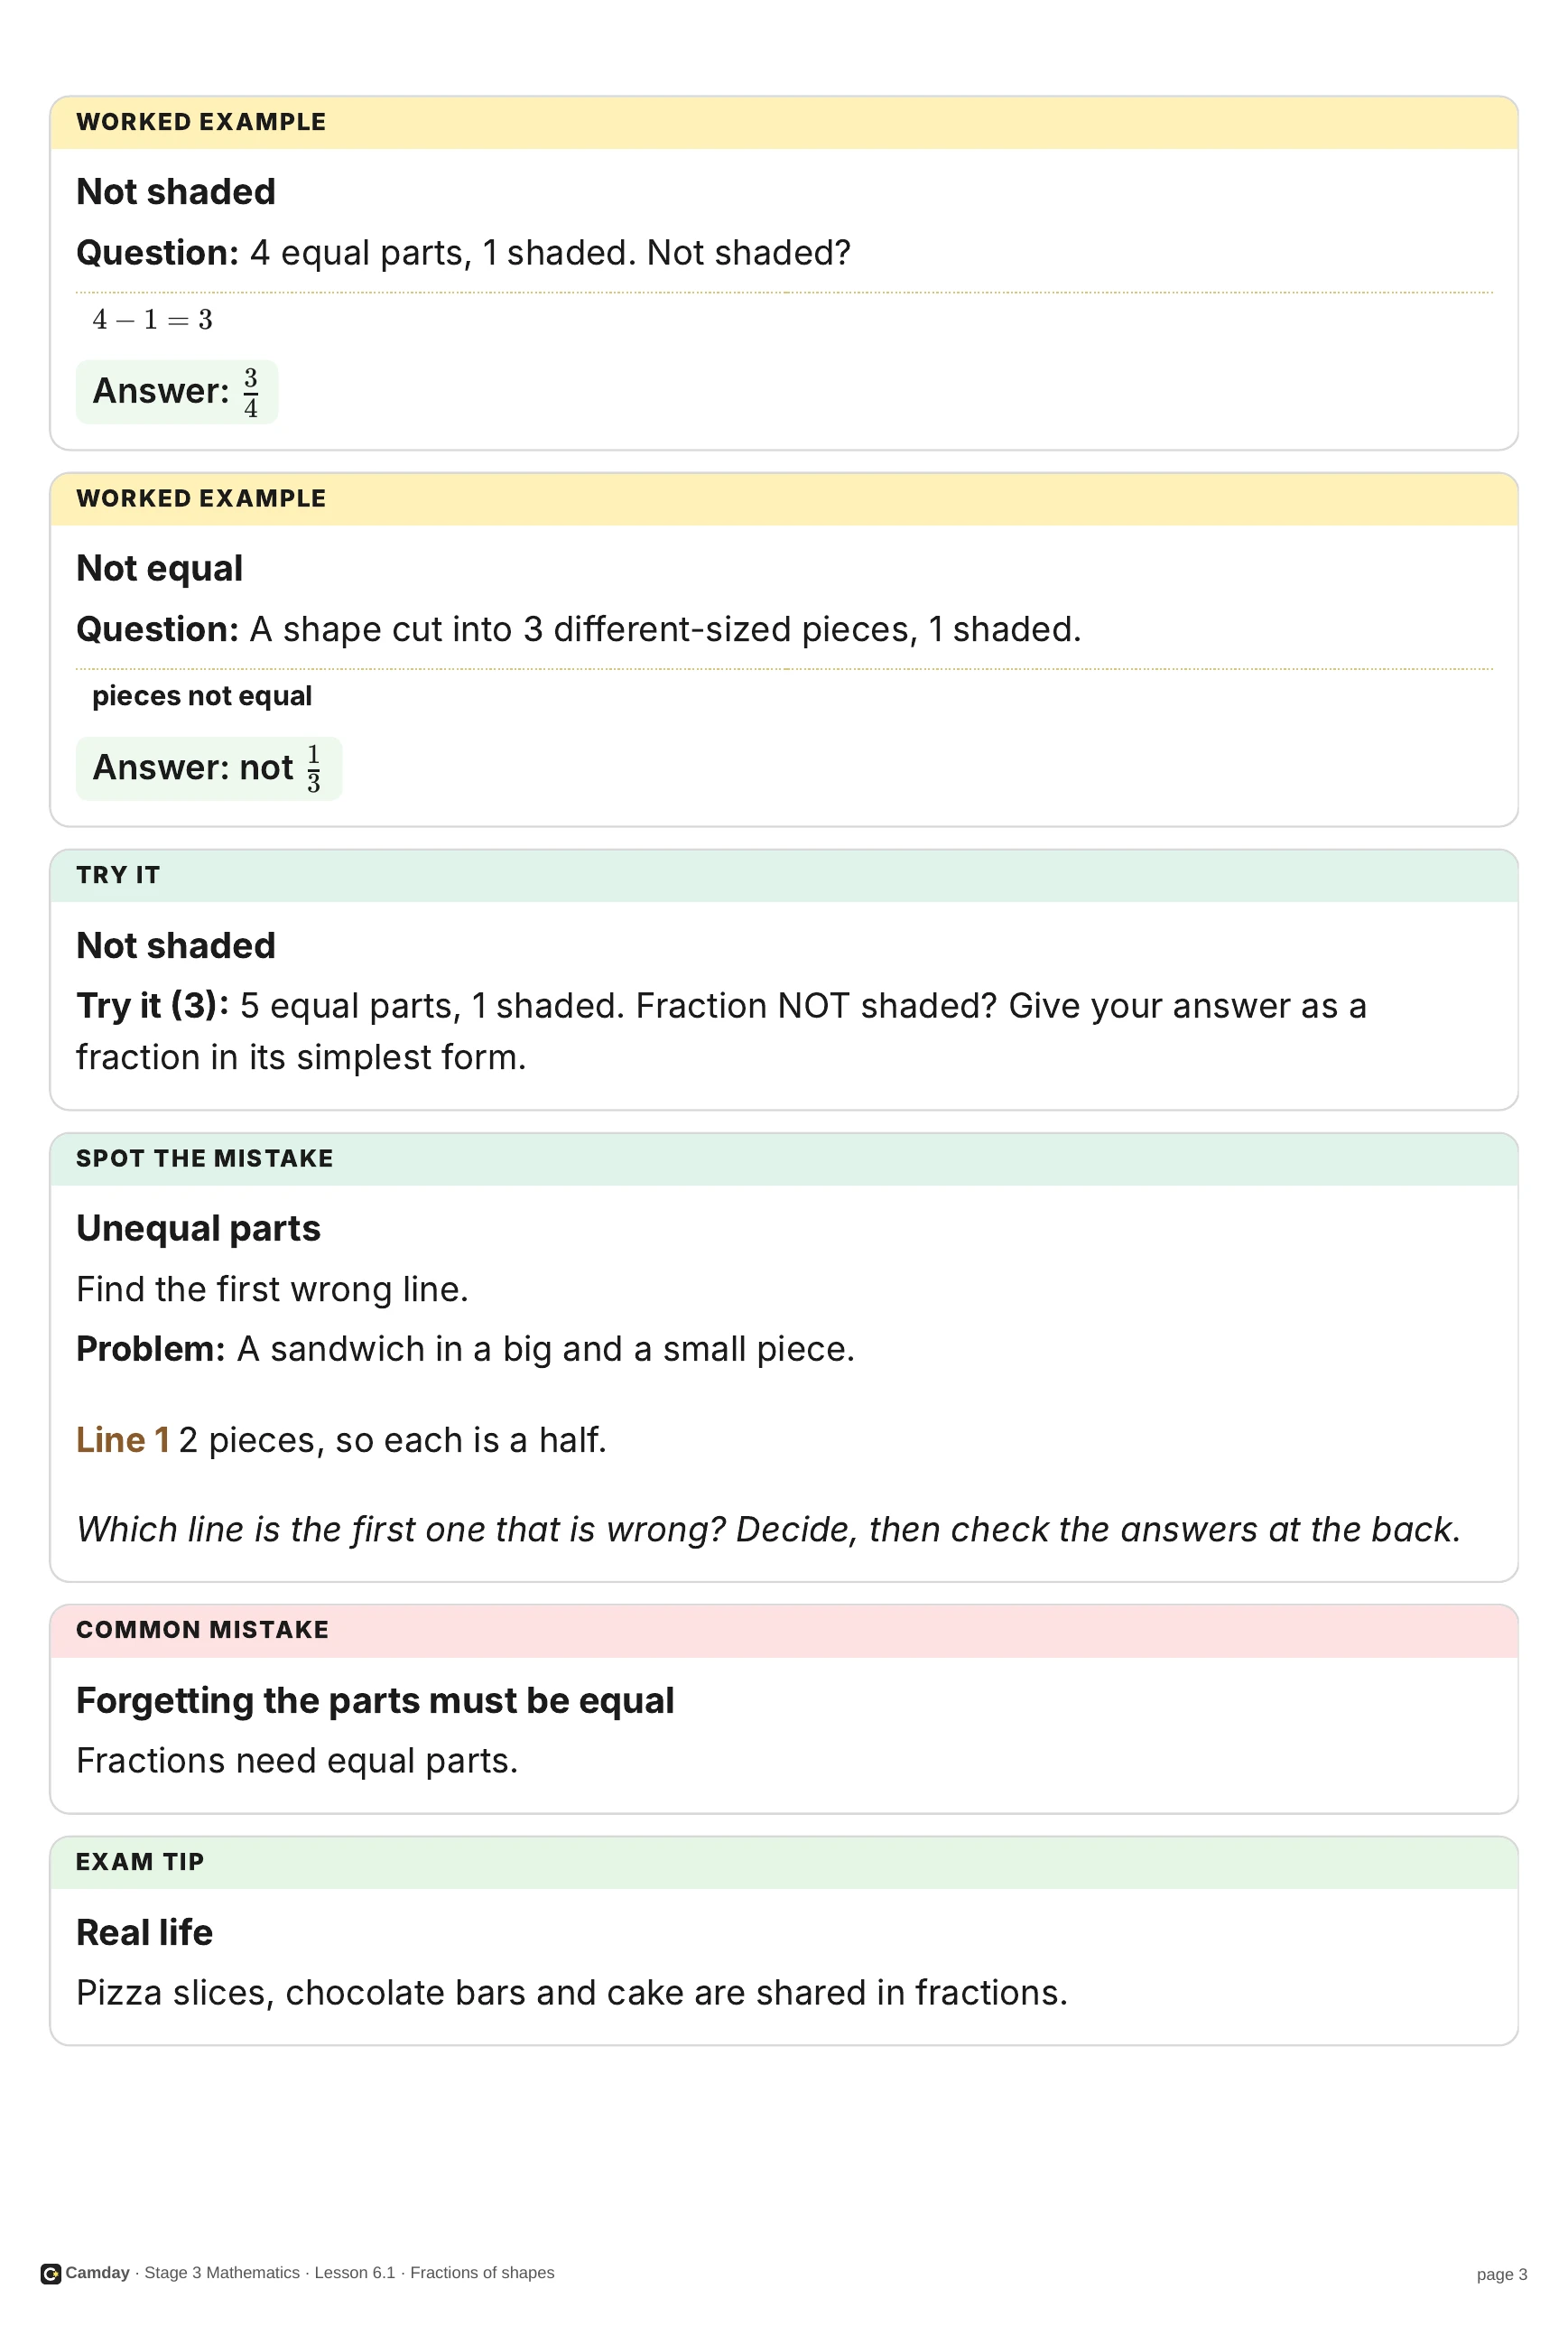 WORKED EXAMPLE
Not shaded
Question: 4 equal parts, 1 shaded. Not shaded?
4 − 1 = 3
Answer: 3/4
WORKED EXAMPLE
Not equal
Question: A shape cut into 3 different-sized pieces, 1 shaded.
pieces not equal
Answer: not 1/3
TRY IT
Not shaded
Try it (3): 5 equal parts, 1 shaded. Fraction NOT shaded? Give your answer as a
fraction in its simplest form.
SPOT THE MISTAKE
Unequal parts
Find the first wrong line.
Problem: A sandwich in a big and a small piece.
Line 1 2 pieces, so each is a half.
Which line is the first one that is wrong? Decide, then check the answers at the back.
COMMON MISTAKE
Forgetting the parts must be equal
Fractions need equal parts.
EXAM TIP
Real life
Pizza slices, chocolate bars and cake are shared in fractions.
Camday · Stage 3 Mathematics · Lesson 6.1 · Fractions of shapes
page 3